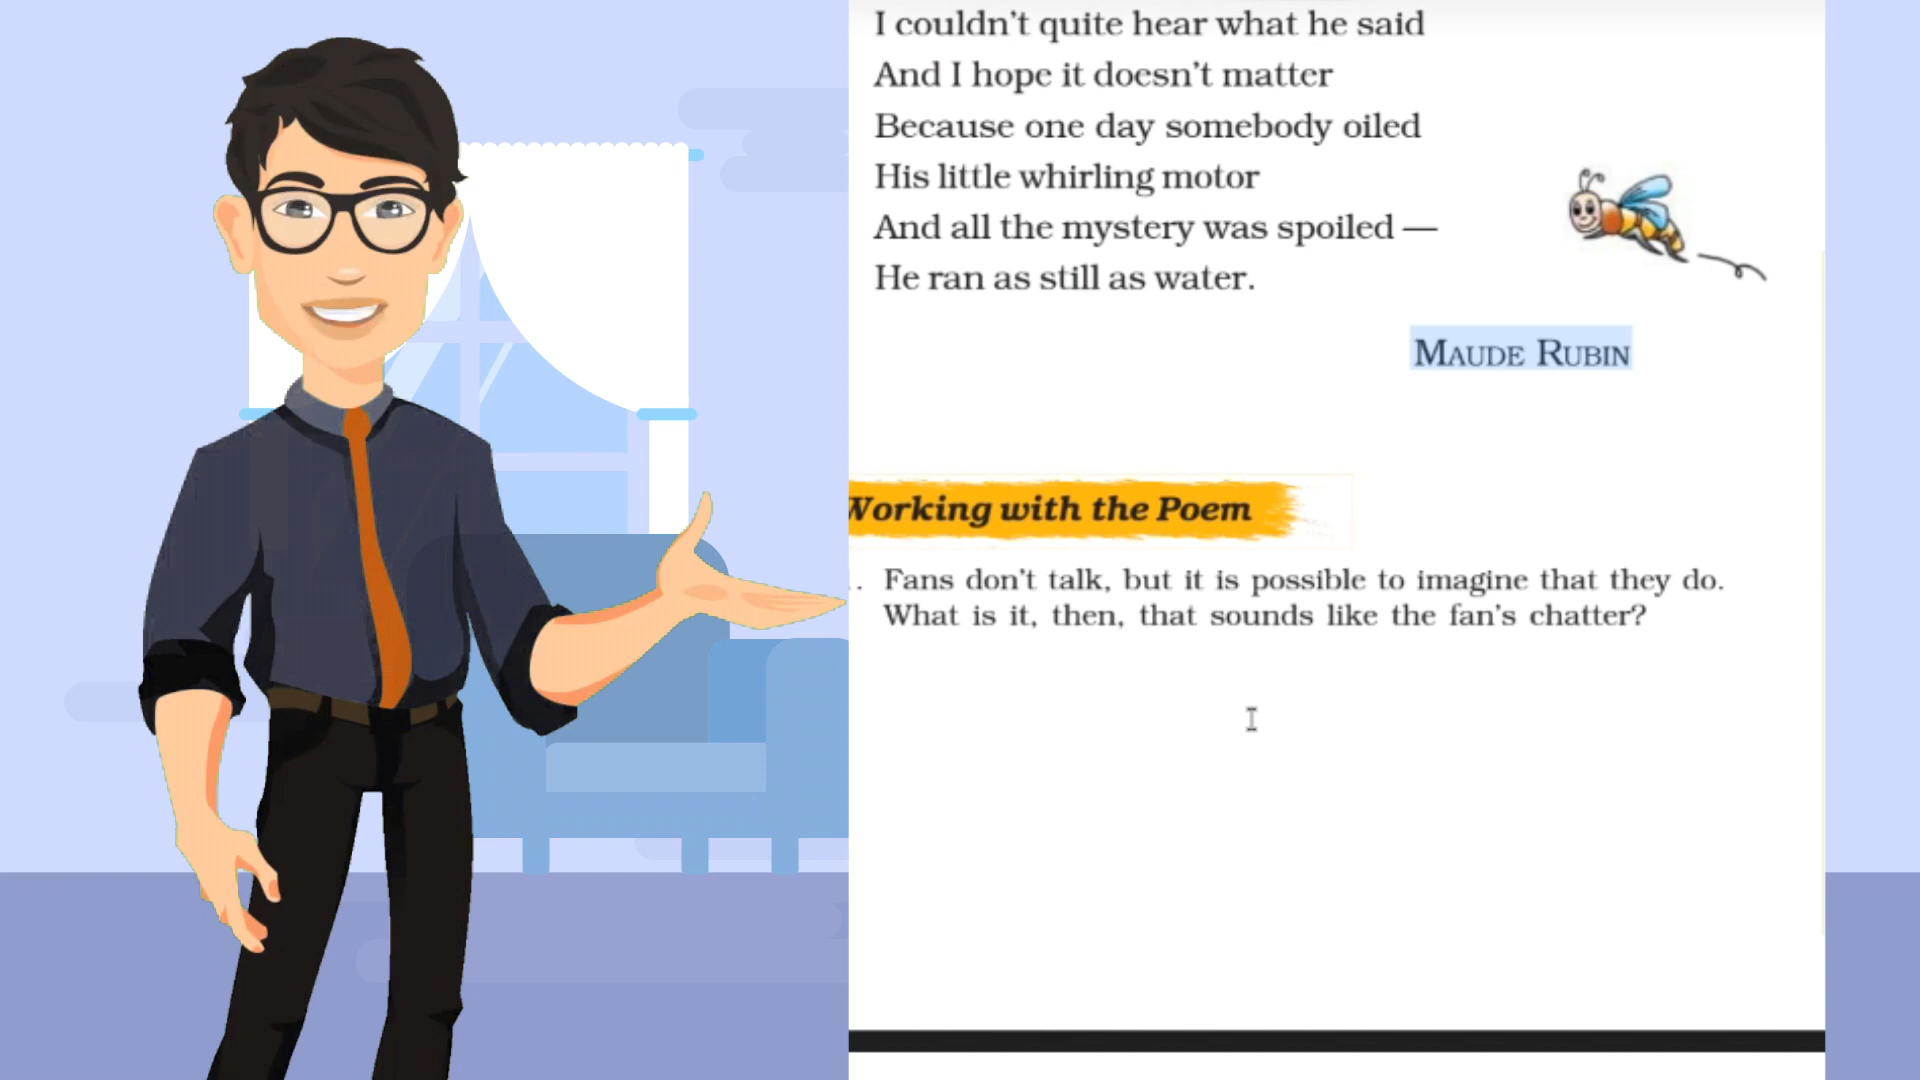 I couldn't quite hear what he said
And I hope it doesn't matter
Because one day somebody oiled
His little whirling motor
And all the mystery was spoiled —
He ran as still as water.
MAUDE RUBIN
Working with the Poem
. Fans don't talk, but it is possible to imagine that they do.
What is it, then, that sounds like the fan's chatter?